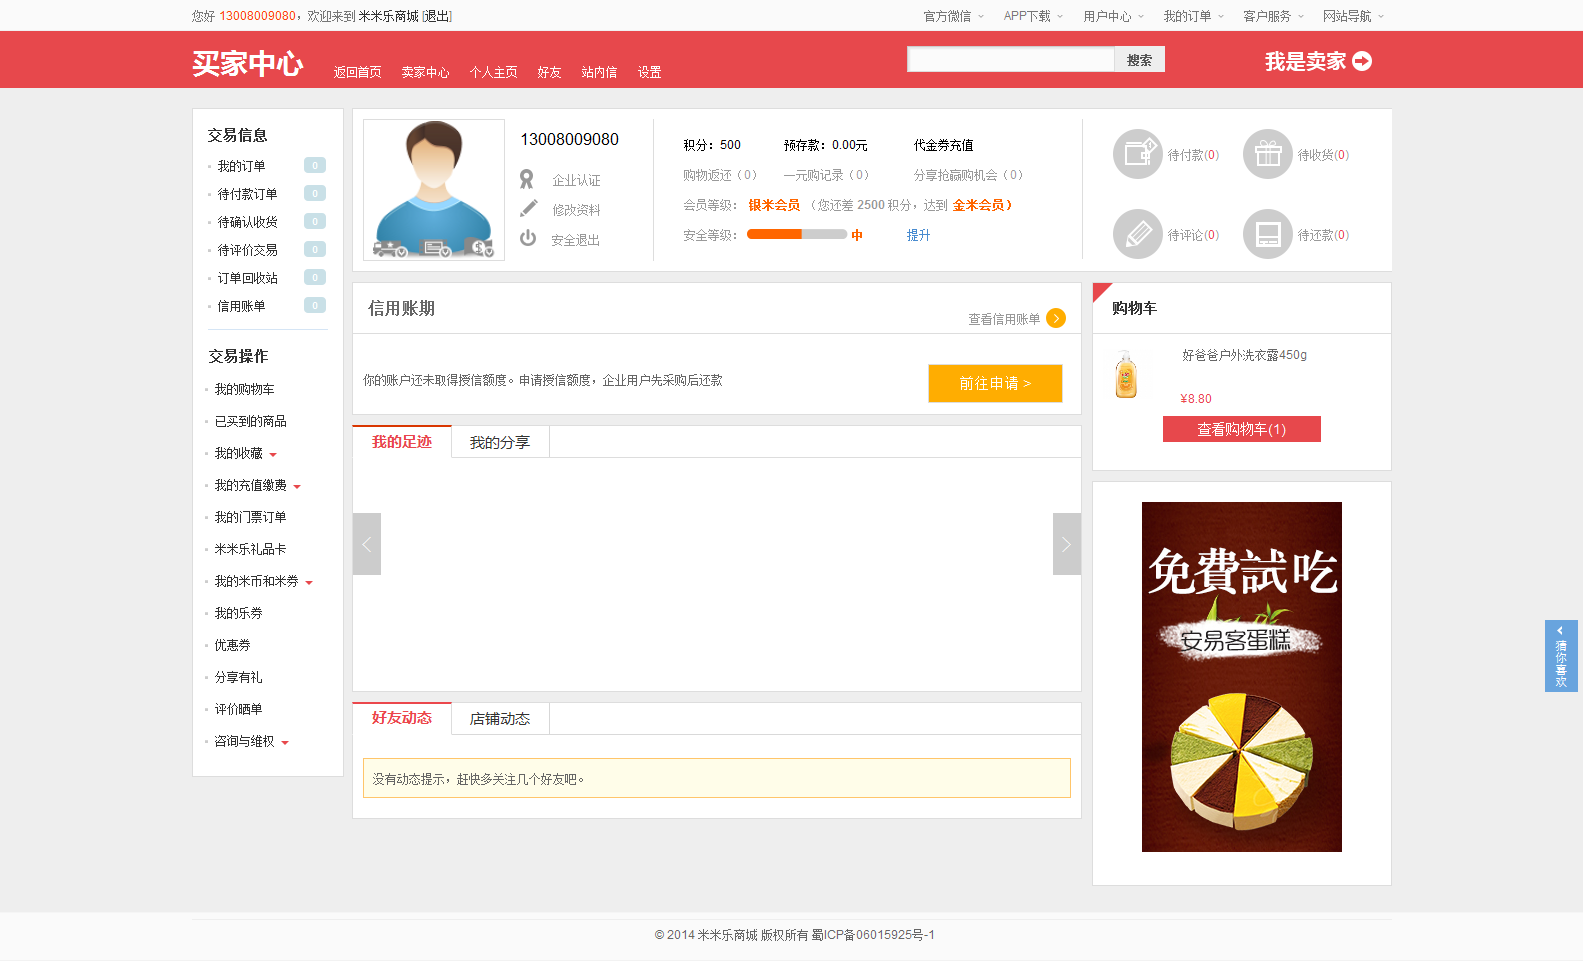 您好 13008009080，欢迎来到 米米乐商城 [退出]
官方微信 APP下载 用户中心 我的订单 客户服务 网站导航
买家中心 返回首页 卖家中心 个人主页 好友 站内信 设置
搜索
我是卖家
交易信息
我的订单 0
待付款订单 0
待确认收货 0
待评价交易 0
订单回收站 0
信用账单 0
交易操作
我的购物车
已买到的商品
我的收藏
我的充值缴费
我的门票订单
米米乐礼品卡
我的米币和米券
我的乐券
优惠券
分享有礼
评价晒单
咨询与维权
13008009080
企业认证
修改资料
安全退出
积分：500 预存款：0.00元 代金券充值
购物返还（0） 一元购记录（0） 分享抢赢购机会（0）
会员等级： 银米会员 （您还差 2500 积分，达到 金米会员）
安全等级： 中 提升
待付款(0) 待收货(0)
待评论(0) 待还款(0)
信用账期
查看信用账单
你的账户还未取得授信额度。申请授信额度，企业用户先采购后还款
前往申请 >
我的足迹 我的分享
好友动态 店铺动态
没有动态提示，赶快多关注几个好友吧。
购物车
好爸爸户外洗衣露450g
¥8.80
查看购物车(1)
免費試吃
安易客蛋糕
猜你喜欢
© 2014 米米乐商城 版权所有 蜀ICP备06015925号-1